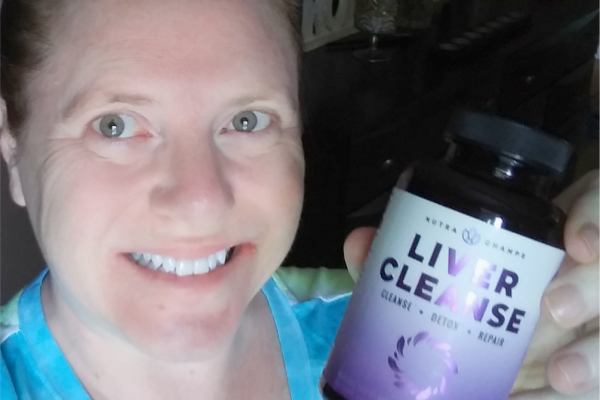 NUTRA CHAMPS
LIVER
CLEANSE
CLEANSE • DETOX • REPAIR